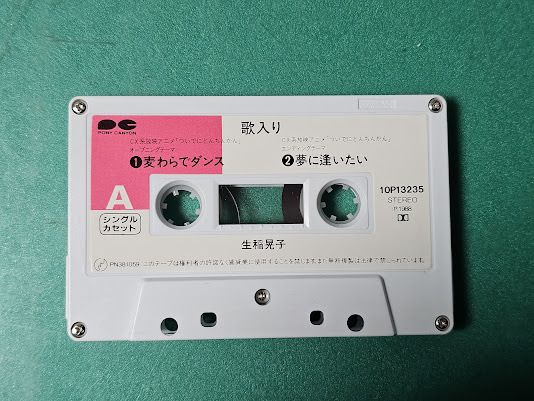 PONY CANYON
歌入り
CX系放映アニメ「ついでにとんちんかん」
オープニングテーマ
❶麦わらでダンス
CX系放映アニメ「ついでにとんちんかん」
エンディングテーマ
❷夢に逢いたい
A
シングル
カセット
10P13235
STEREO
P.1988
生稲晃子
PN381059 このテープは権利者の許諾なく賃貸業に使用することを禁じます。また無断複製は法律で禁じられています。